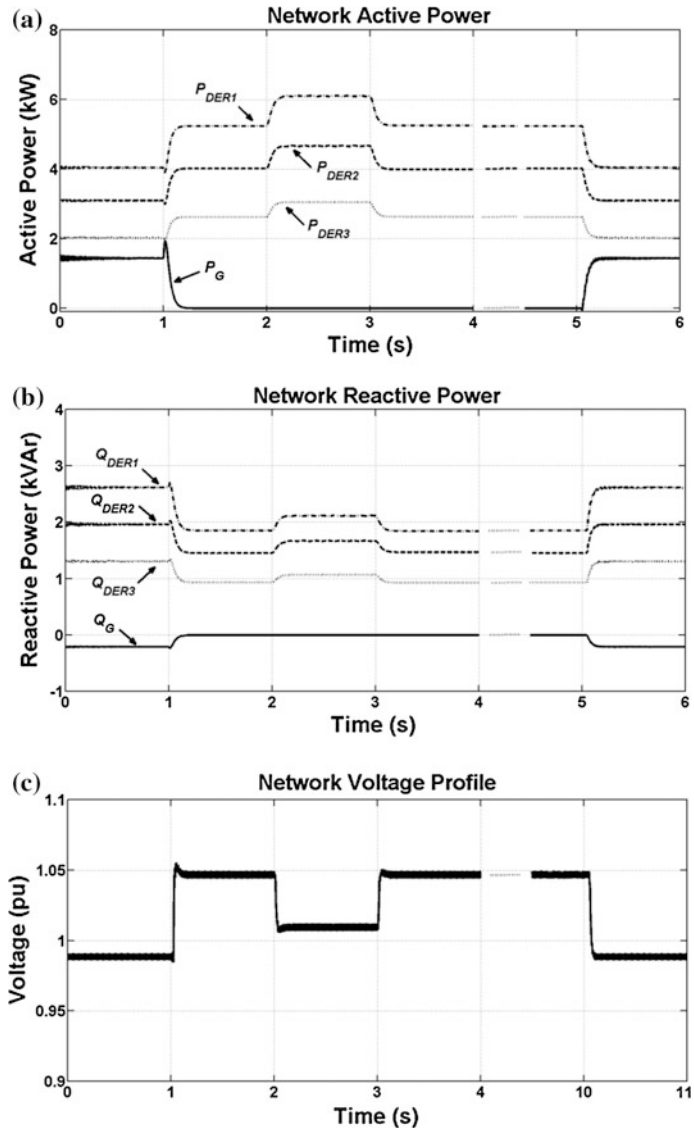 (a)
Network Active Power
Active Power (kW)
8
6
4
2
0
P_DER1
P_DER2
P_DER3
P_G
0 1 2 3 4 5 6
Time (s)
(b)
Network Reactive Power
Reactive Power (kVAr)
4
3
2
1
0
-1
Q_DER1
Q_DER2
Q_DER3
Q_G
0 1 2 3 4 5 6
Time (s)
(c)
Network Voltage Profile
Voltage (pu)
1.1
1.05
1
0.95
0.9
0 1 2 3 4 10 11
Time (s)